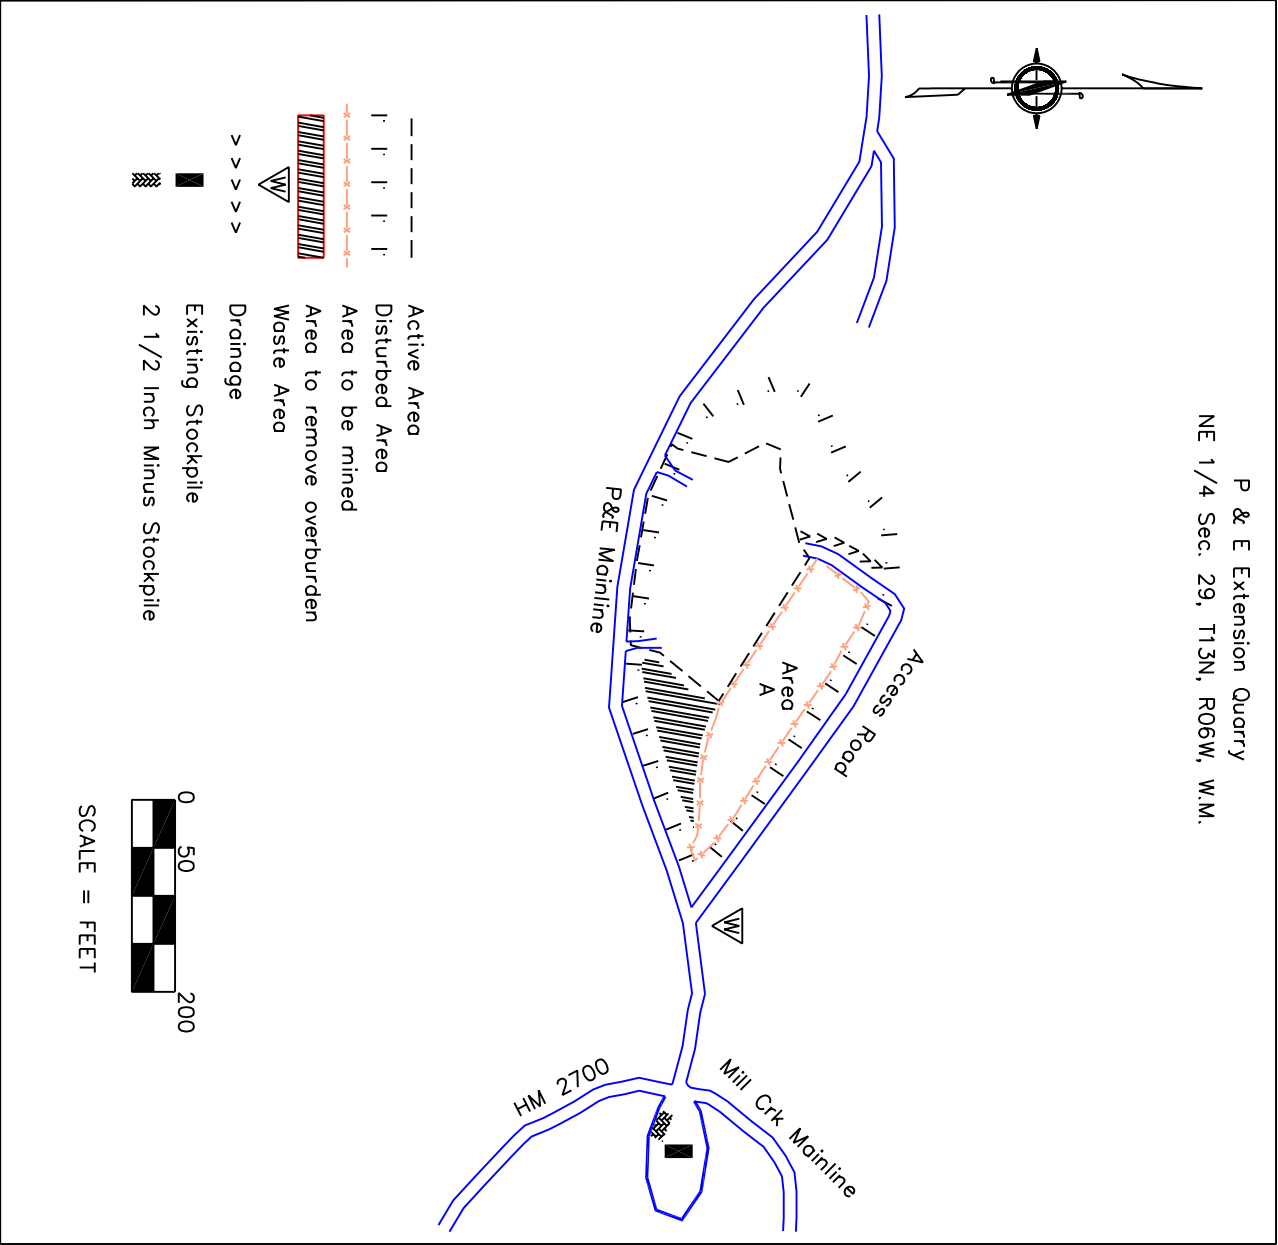 P & E Extension Quarry
NE 1/4 Sec. 29, T13N, R06W, W.M.
Access Road
Area
A
P&E Mainline
W
Mill Crk Mainline
HM 2700
Active Area
Disturbed Area
Area to be mined
Area to remove overburden
W
Waste Area
Drainage
Existing Stockpile
2 1/2 Inch Minus Stockpile
0 50 200
SCALE = FEET